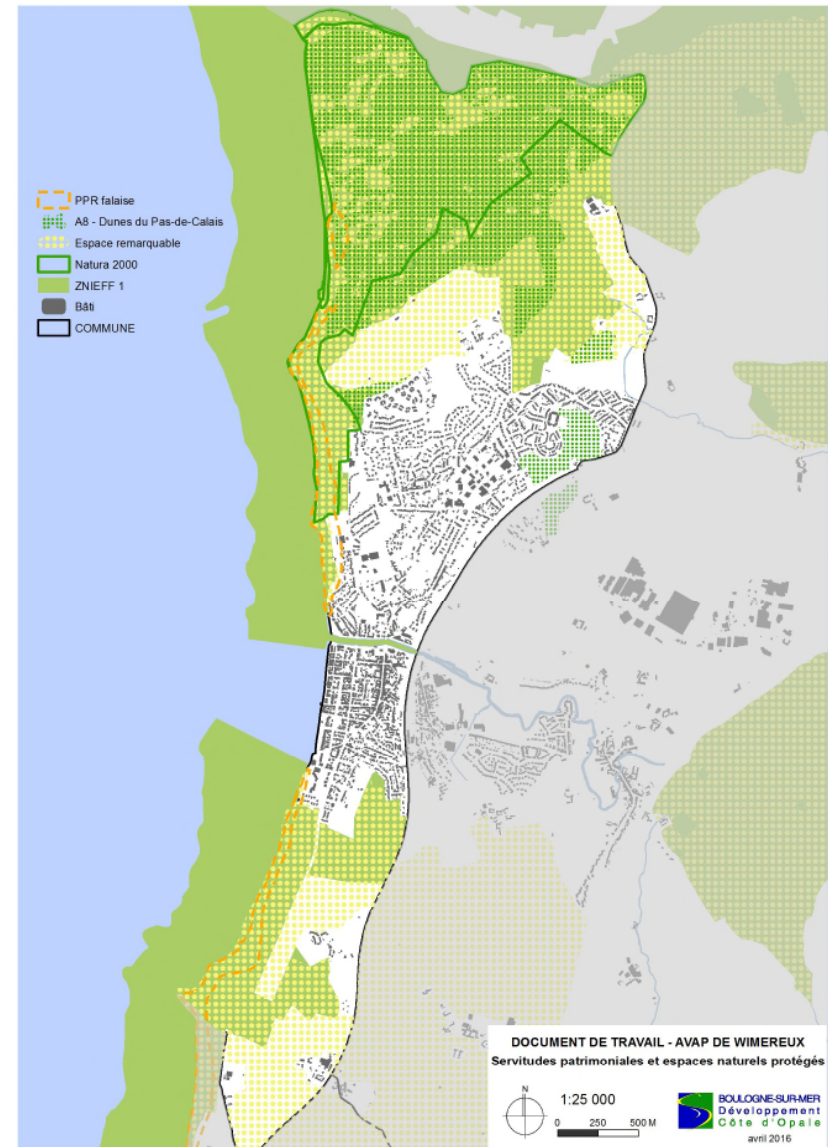 PPR falaise
A8 - Dunes du Pas-de-Calais
Espace remarquable
Natura 2000
ZNIEFF 1
Bâti
COMMUNE
DOCUMENT DE TRAVAIL - AVAP DE WIMEREUX
Servitudes patrimoniales et espaces naturels protégés
N
1:25 000
0 250 500 M
BOULOGNE-SUR-MER
Développement
Côte d'Opale
avril 2016